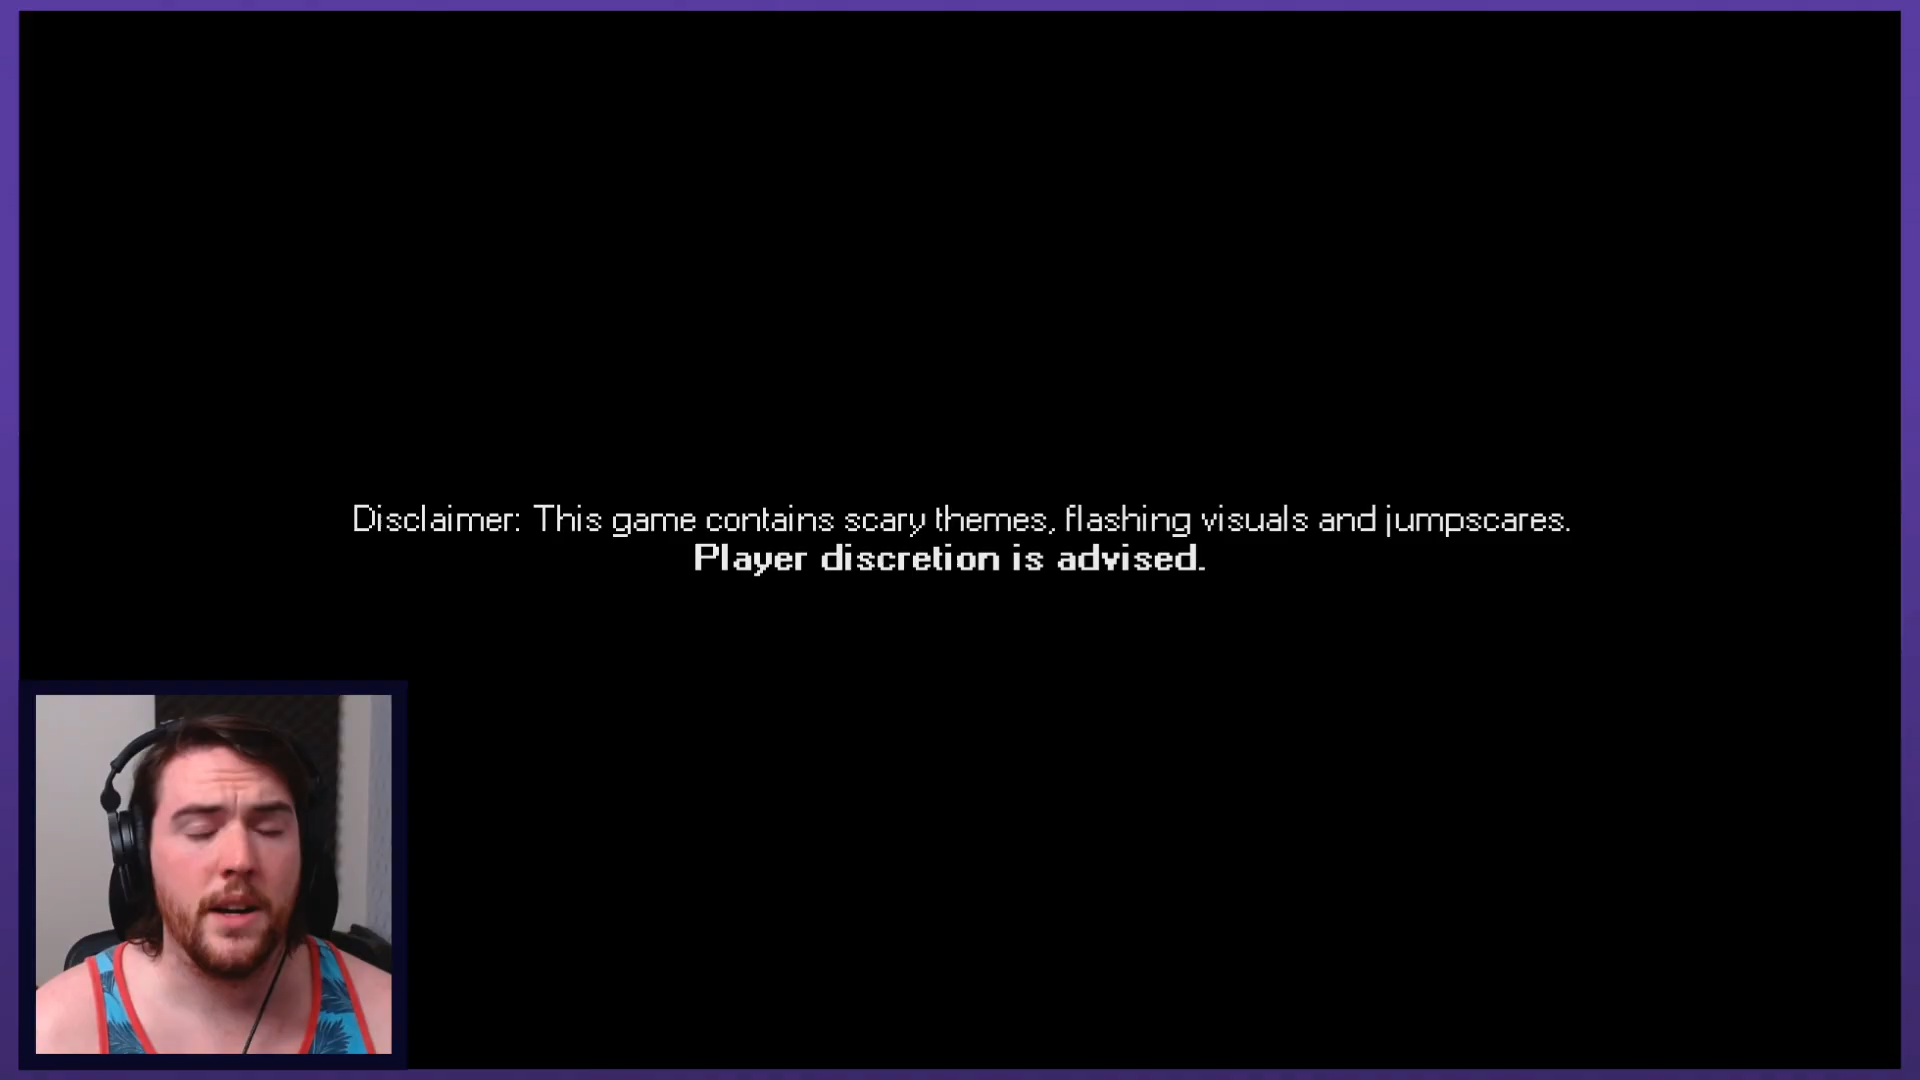 Disclaimer: This game contains scary themes, flashing visuals and jumpscares.
Player discretion is advised.